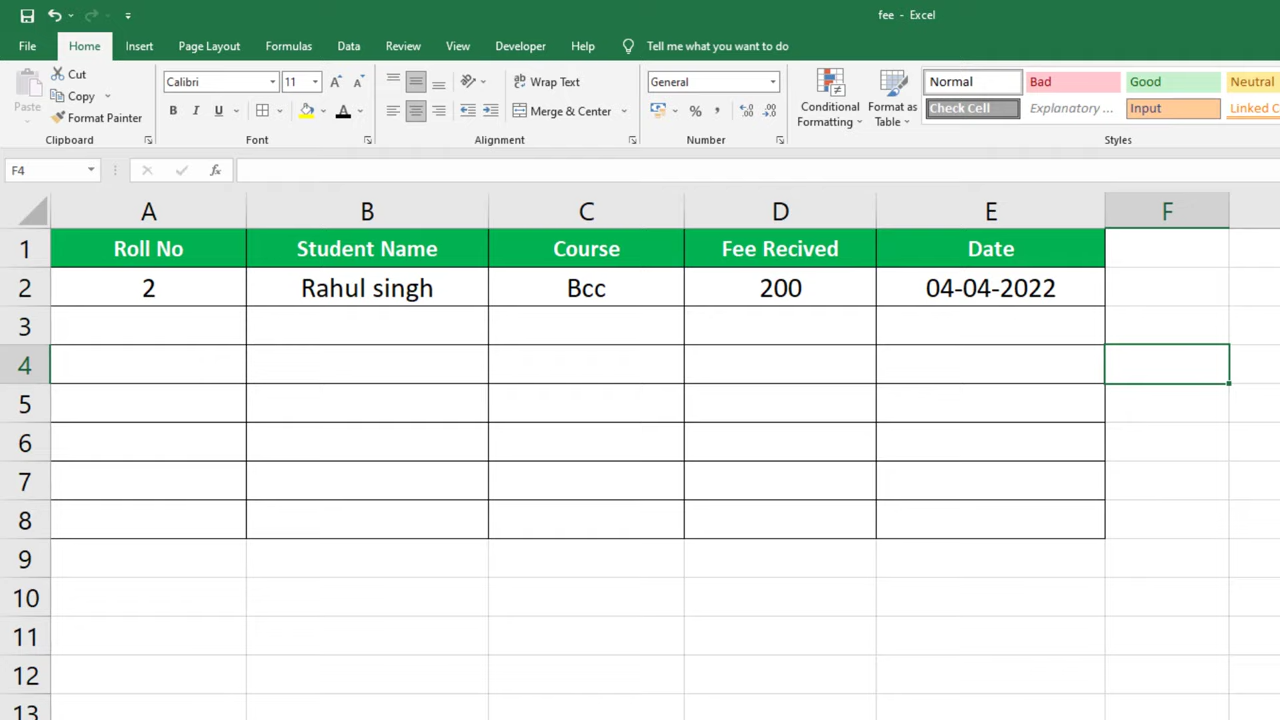 fee - Excel
File Home Insert Page Layout Formulas Data Review View Developer Help Tell me what you want to do
Cut Calibri 11 Wrap Text General Normal Bad Good Neutral
Paste Copy B I U Merge & Center % , Conditional Formatting Format as Table Check Cell Explanatory ... Input Linked C
Format Painter
Clipboard Font Alignment Number Styles
F4 fx
A B C D E F
1 Roll No Student Name Course Fee Recived Date
2 2 Rahul singh Bcc 200 04-04-2022
3
4
5
6
7
8
9
10
11
12
13